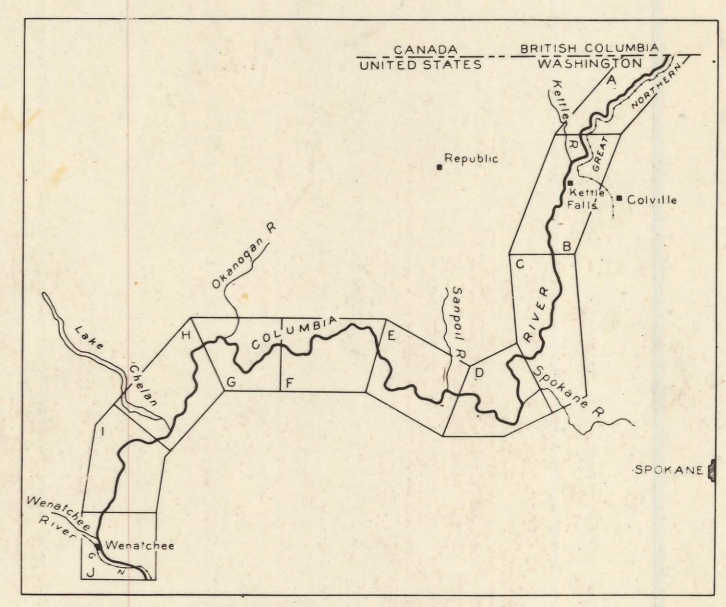 CANADA
BRITISH COLUMBIA
UNITED STATES
WASHINGTON
A
NORTHERN
Kettle
R
GREAT
Republic
Kettle
Falls
Colville
B
C
Okanogan R
Sanpoil R
RIVER
Lake
Chelan
H
COLUMBIA
E
G
F
D
Spokane R
I
SPOKANE
Wenatchee
River
Wenatchee
G
N
J